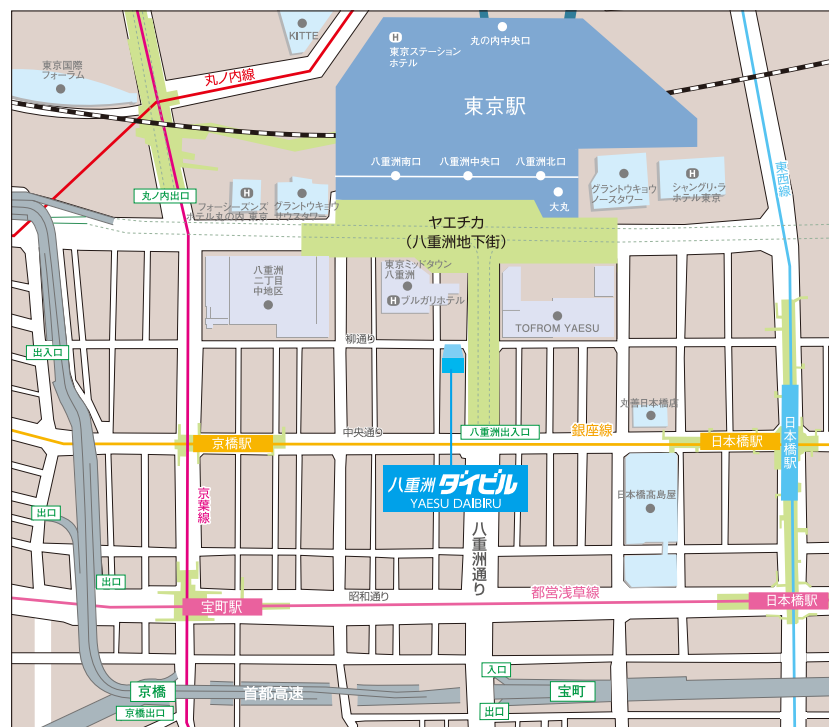 KITTE
東京国際
フォーラム
丸ノ内線
H
東京ステーション
ホテル
丸の内中央口
東京駅
八重洲南口
八重洲中央口
八重洲北口
大丸
グラントウキョウ
ノースタワー
H
シャングリ・ラ
ホテル東京
東西線
丸ノ内出口
H
フォーシーズンズ
ホテル丸の内 東京
グラントウキョウ
サウスタワー
ヤエチカ
(八重洲地下街)
八重洲
二丁目
中地区
東京ミッドタウン
八重洲
H ブルガリホテル
TOFROM YAESU
柳通り
出入口
丸善日本橋店
中央通り
八重洲出入口
銀座線
京橋駅
日本橋駅
日本橋駅
八重洲 ダイビル
YAESU DAIBIRU
京葉線
出口
日本橋髙島屋
八重洲通り
出口
昭和通り
都営浅草線
宝町駅
日本橋駅
京橋
京橋出口
首都高速
入口
宝町
出口